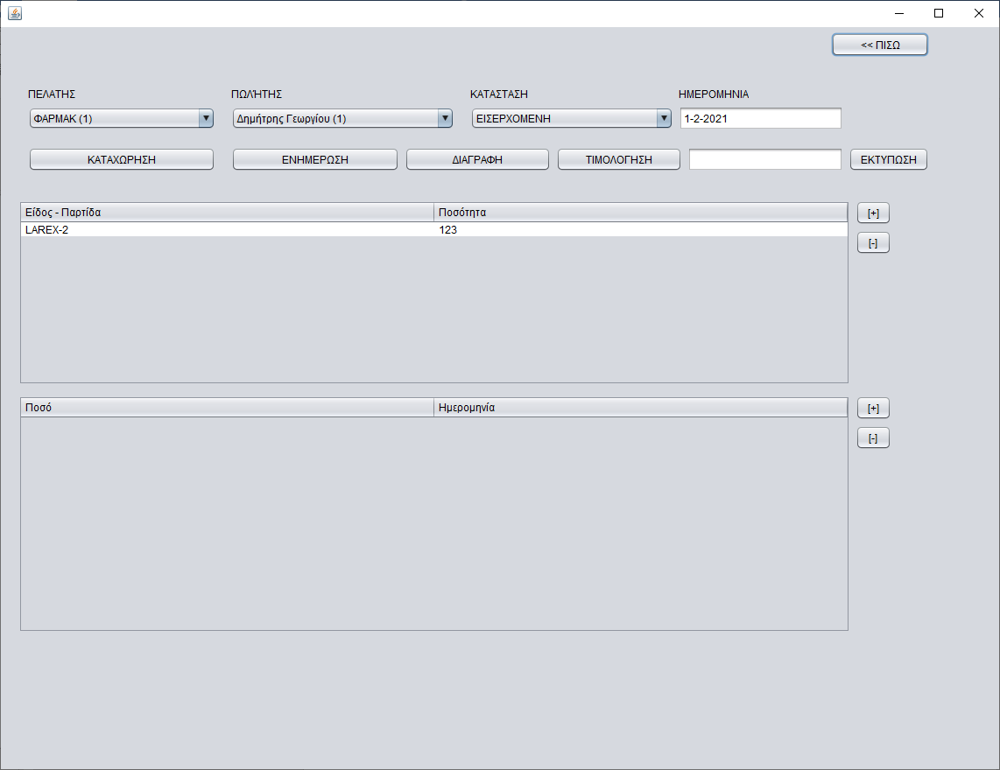 << ΠΙΣΩ
ΠΕΛΑΤΗΣ ΠΩΛΉΤΗΣ ΚΑΤΑΣΤΑΣΗ ΗΜΕΡΟΜΗΝΙΑ
ΦΑΡΜΑΚ (1) Δημήτρης Γεωργίου (1) ΕΙΣΕΡΧΟΜΕΝΗ 1-2-2021
ΚΑΤΑΧΩΡΗΣΗ ΕΝΗΜΕΡΩΣΗ ΔΙΑΓΡΑΦΗ ΤΙΜΟΛΟΓΗΣΗ ΕΚΤΥΠΩΣΗ
Είδος - Παρτίδα Ποσότητα [+]
LAREX-2 123
[-]
Ποσό Ημερομηνία [+]
[-]